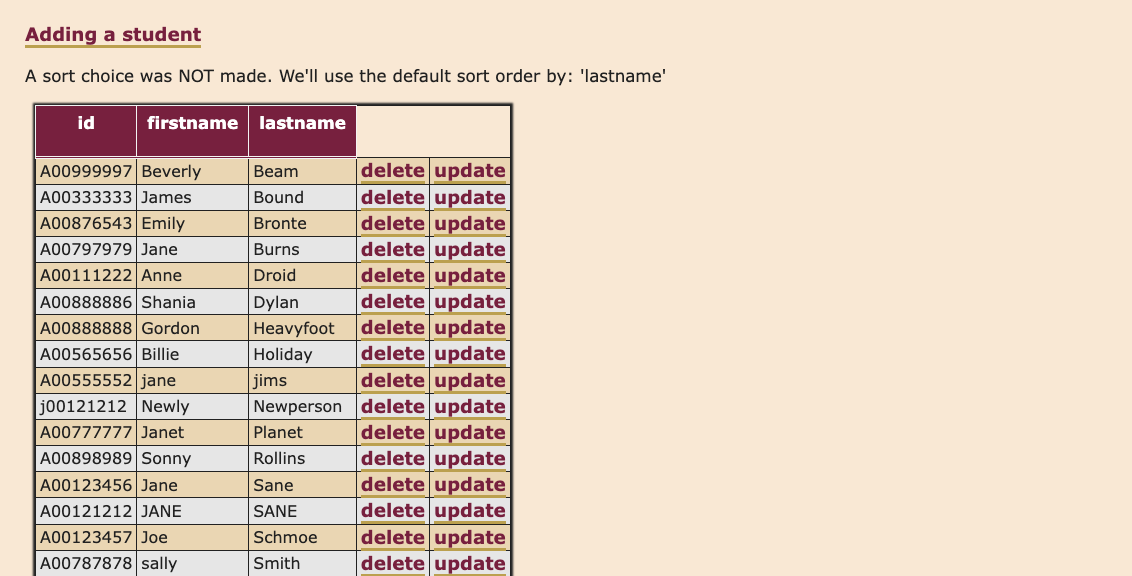 Adding a student
A sort choice was NOT made. We'll use the default sort order by: 'lastname'
id firstname lastname
A00999997 Beverly Beam delete update
A00333333 James Bound delete update
A00876543 Emily Bronte delete update
A00797979 Jane Burns delete update
A00111222 Anne Droid delete update
A00888886 Shania Dylan delete update
A00888888 Gordon Heavyfoot delete update
A00565656 Billie Holiday delete update
A00555552 jane jims delete update
j00121212 Newly Newperson delete update
A00777777 Janet Planet delete update
A00898989 Sonny Rollins delete update
A00123456 Jane Sane delete update
A00121212 JANE SANE delete update
A00123457 Joe Schmoe delete update
A00787878 sally Smith delete update